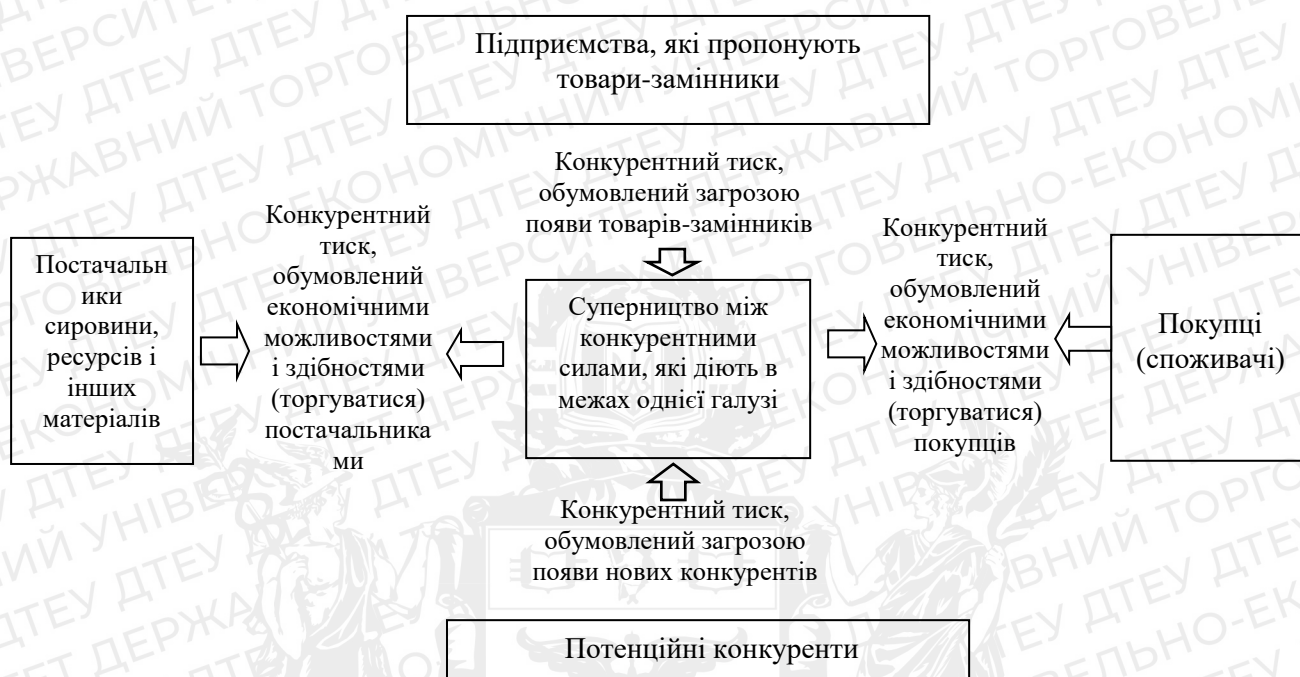 Підприємства, які пропонують
товари-замінники
Конкурентний тиск,
обумовлений загрозою
появи товарів-замінників
Постачальн
ики
сировини,
ресурсів і
інших
матеріалів
Конкурентний
тиск,
обумовлений
економічними
можливостями
і здібностями
(торгуватися)
постачальника
ми
Суперництво між
конкурентними
силами, які діють в
межах однієї галузі
Конкурентний
тиск,
обумовлений
економічними
можливостями
і здібностями
(торгуватися)
покупців
Покупці
(споживачі)
Конкурентний тиск,
обумовлений загрозою
появи нових конкурентів
Потенційні конкуренти